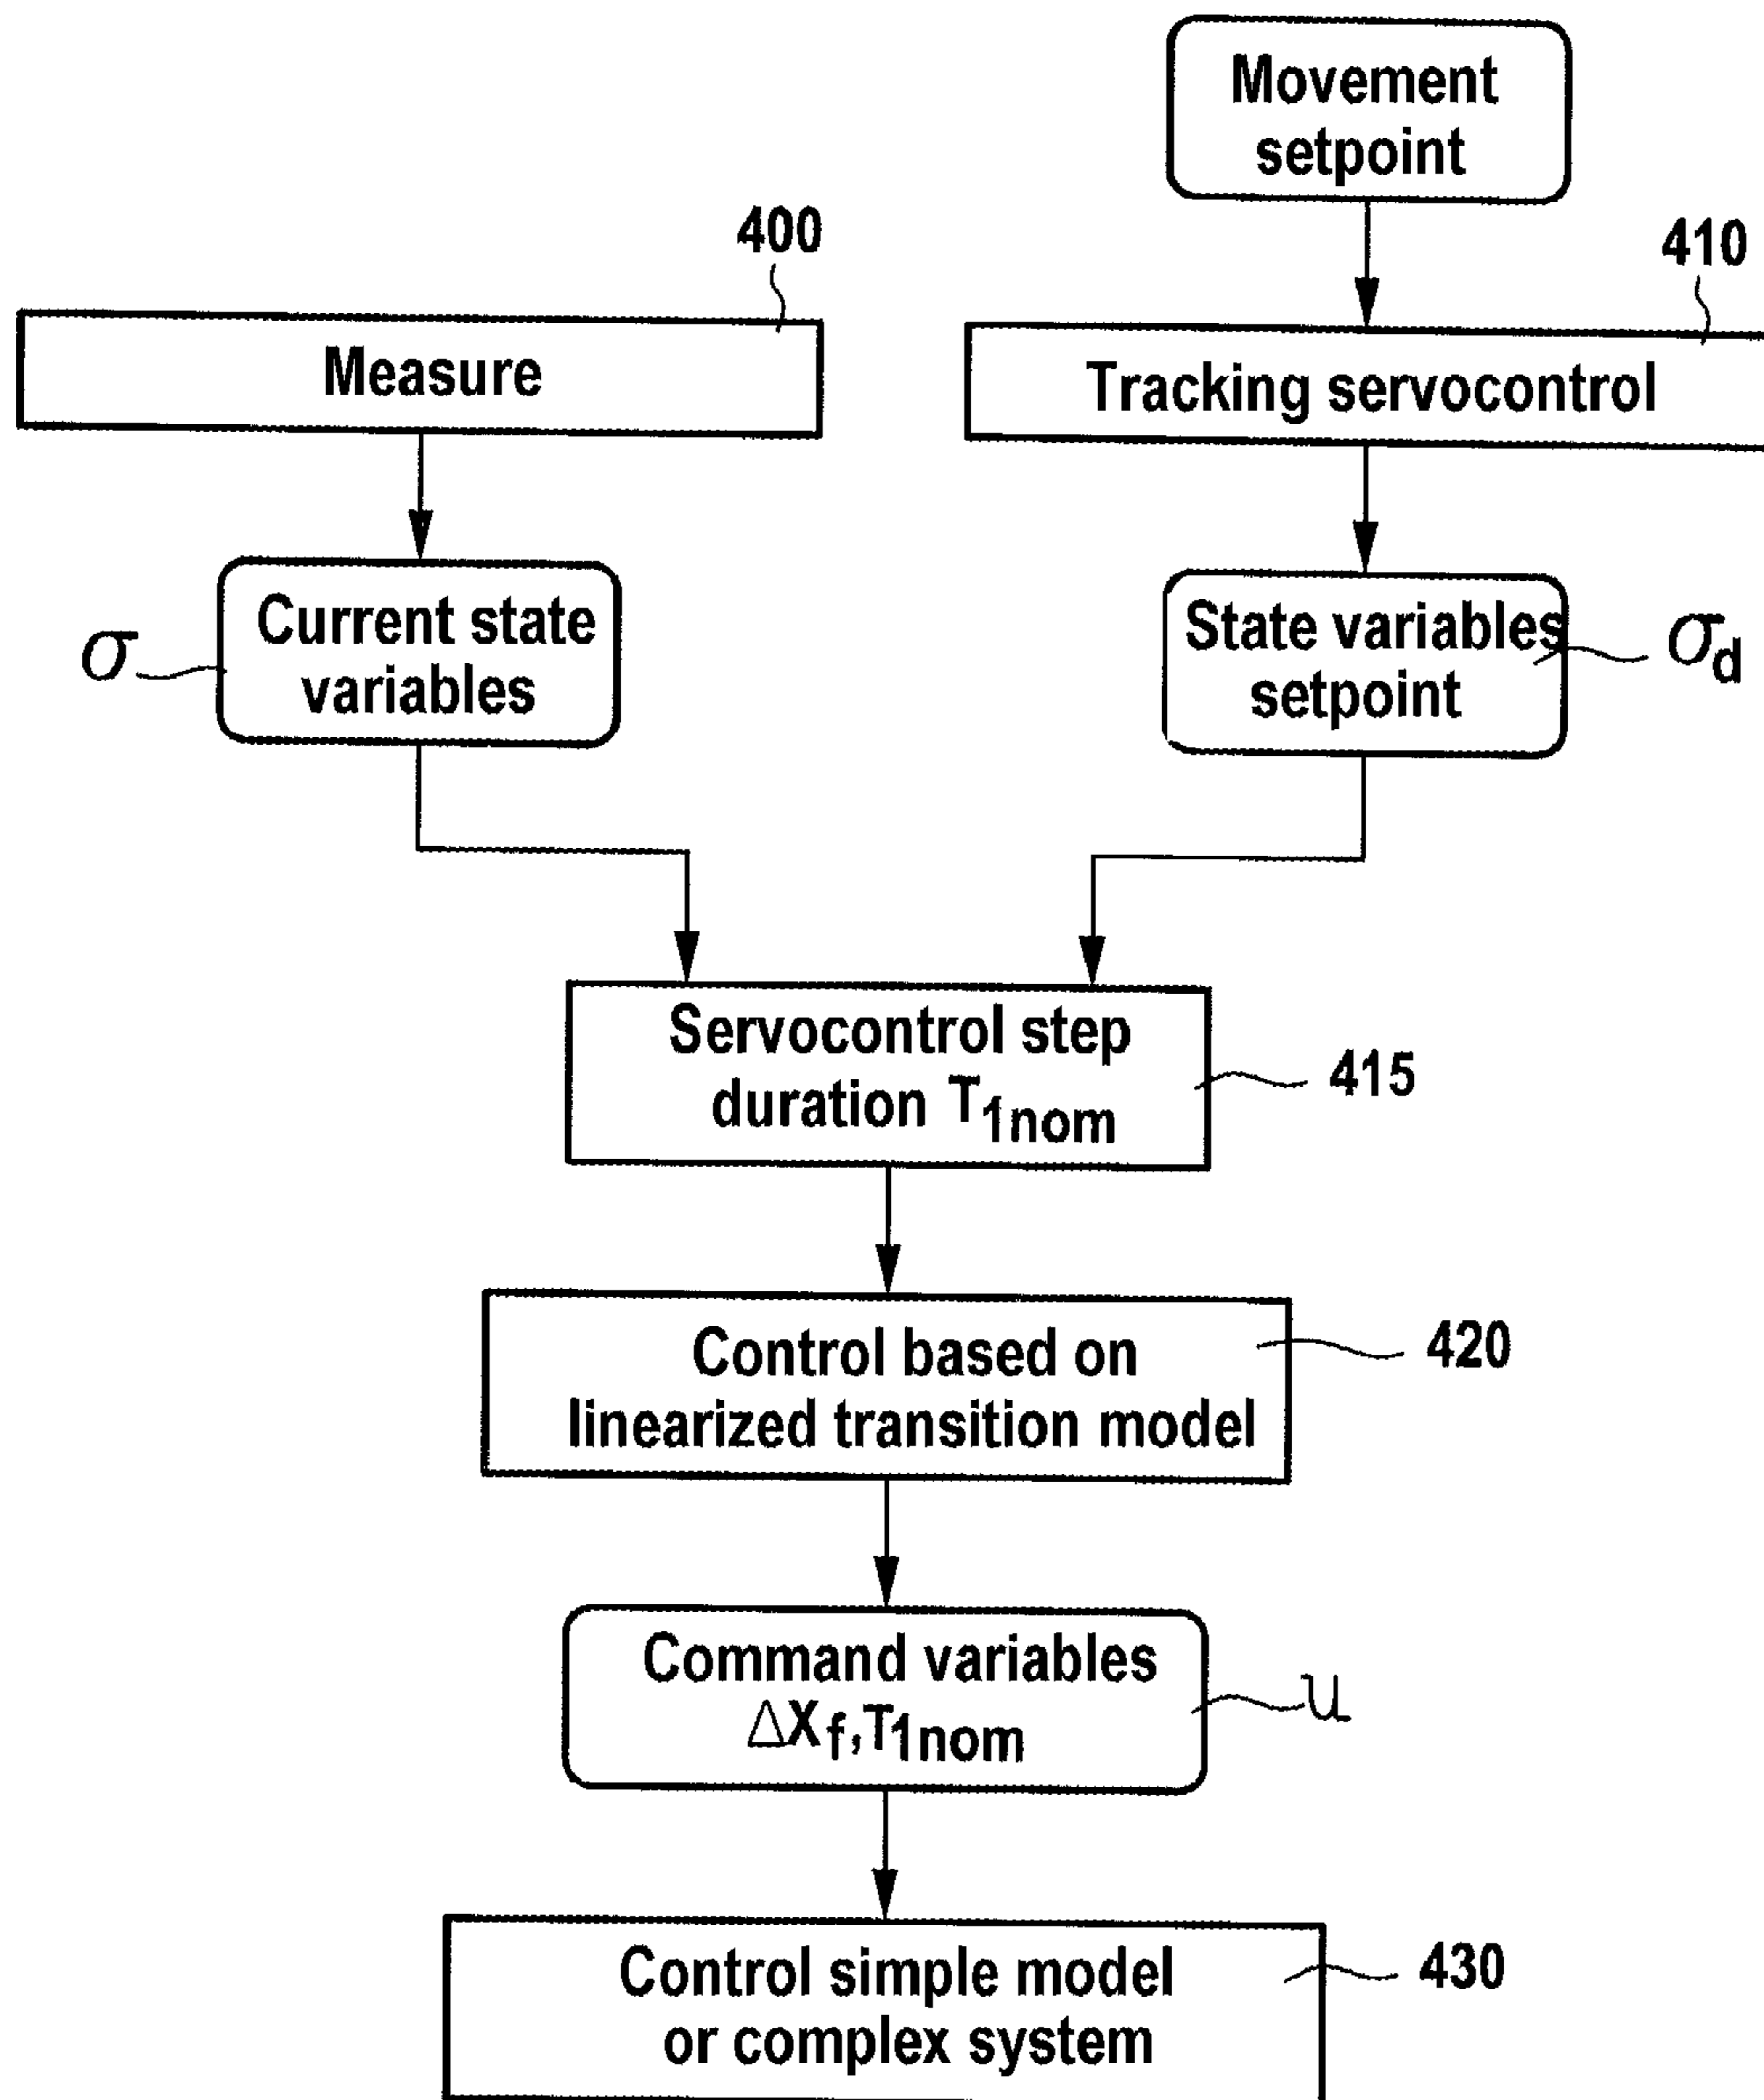 Movement
setpoint
400
410
Measure
Tracking servocontrol
σ
Current state
variables
State variables
setpoint
σd
Servocontrol step
duration T1nom
415
Control based on
linearized transition model
420
Command variables
ΔXf,T1nom
u
Control simple model
or complex system
430